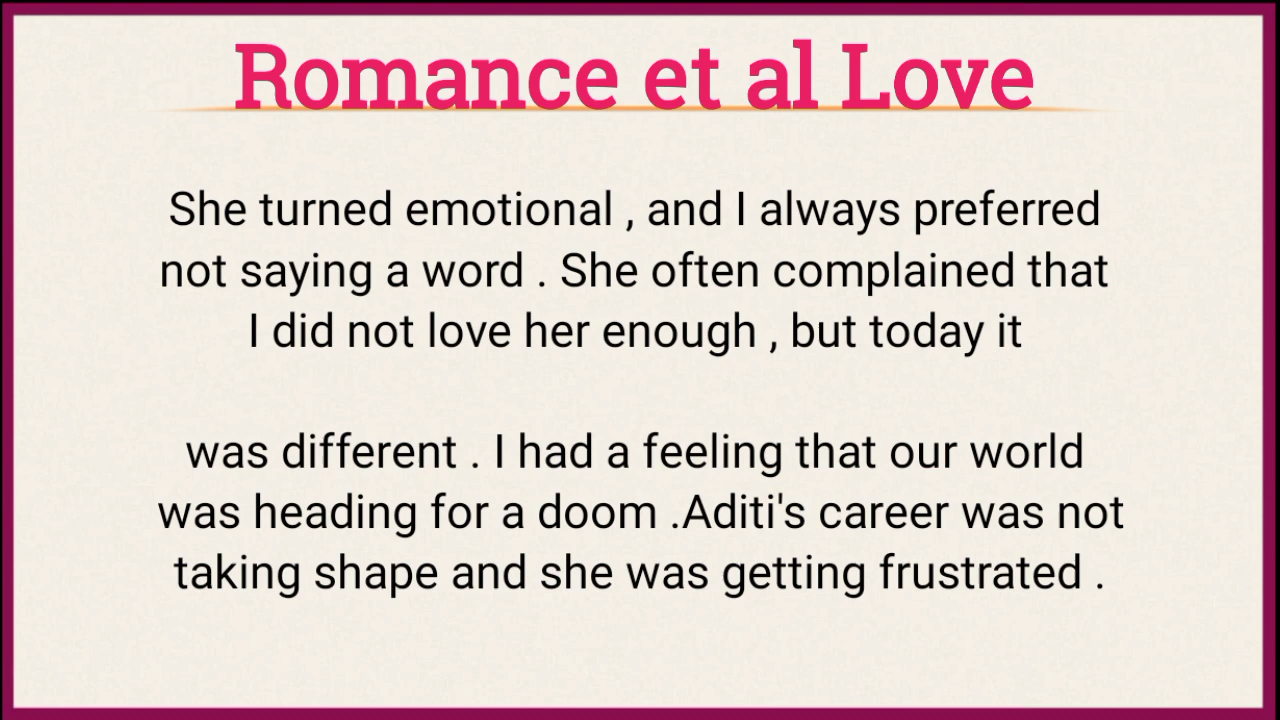 Romance et al Love
She turned emotional , and I always preferred
not saying a word . She often complained that
I did not love her enough , but today it
was different . I had a feeling that our world
was heading for a doom .Aditi's career was not
taking shape and she was getting frustrated .